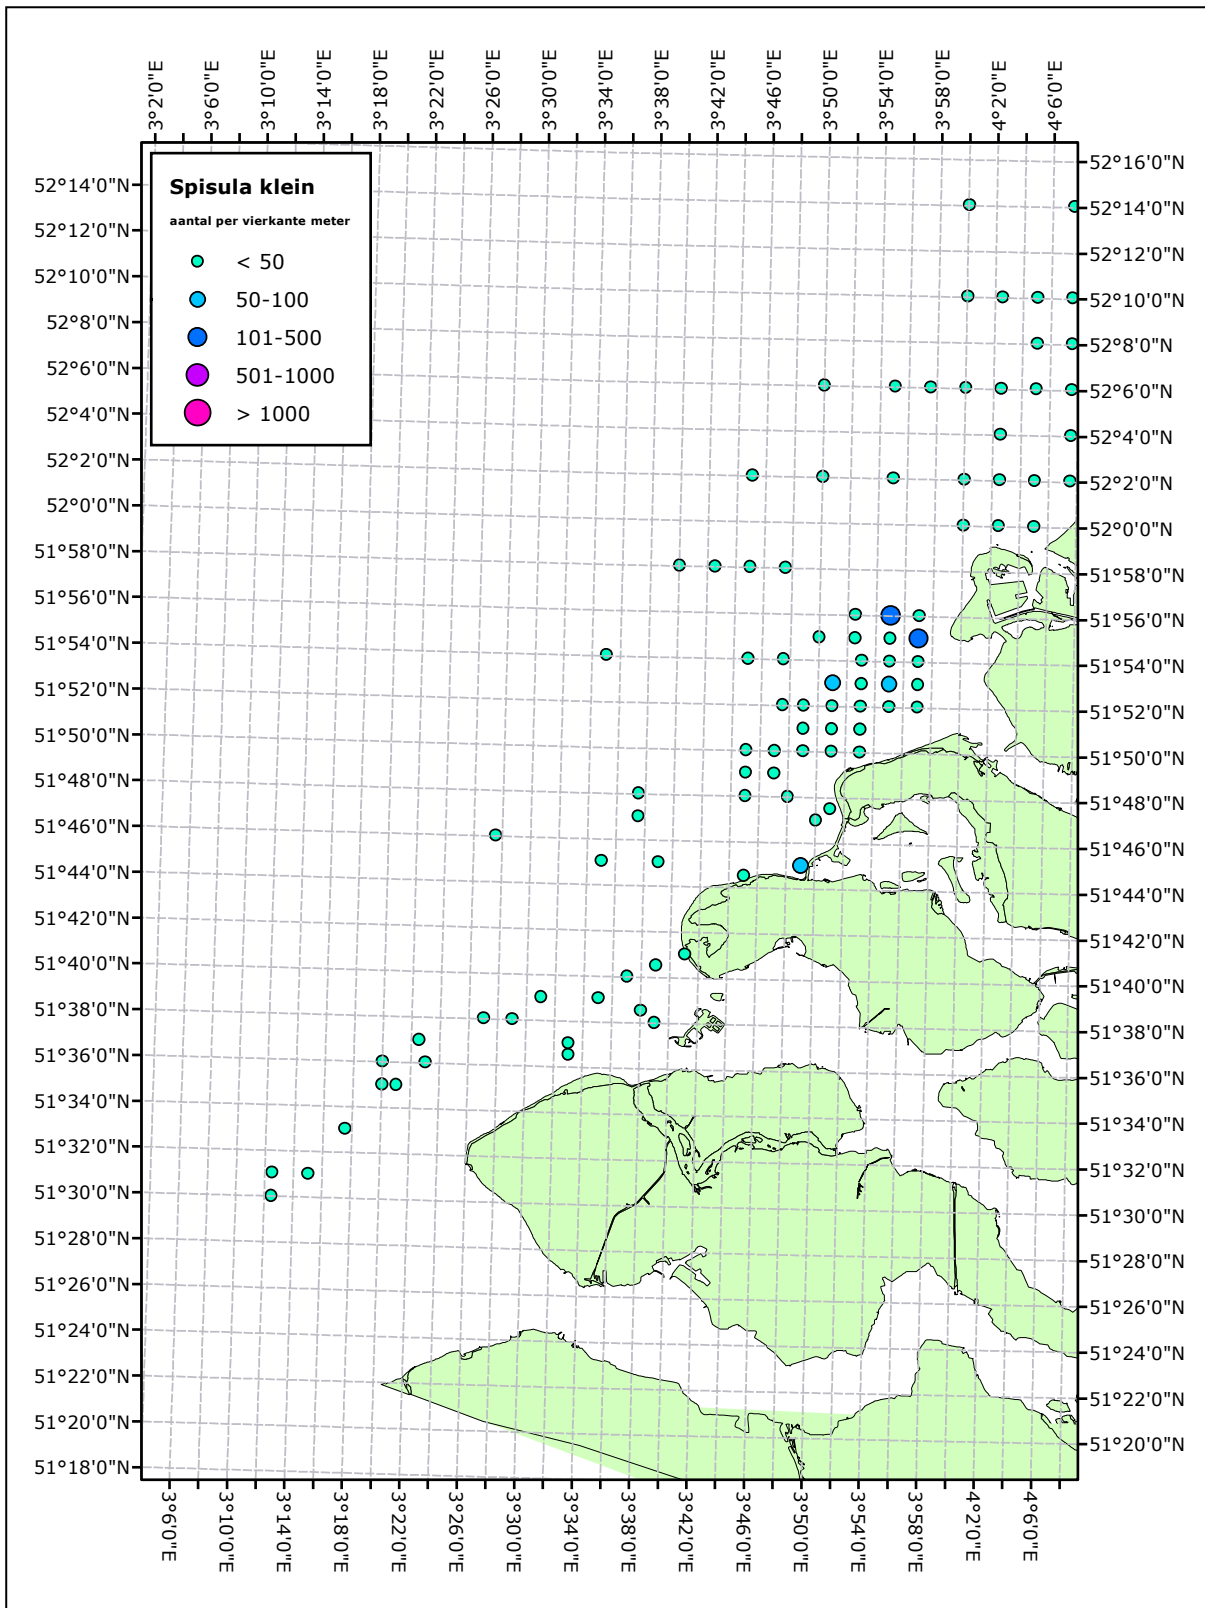 3°2'0"E
3°6'0"E
3°10'0"E
3°14'0"E
3°18'0"E
3°22'0"E
3°26'0"E
3°30'0"E
3°34'0"E
3°38'0"E
3°42'0"E
3°46'0"E
3°50'0"E
3°54'0"E
3°58'0"E
4°2'0"E
4°6'0"E
Spisula klein
aantal per vierkante meter
< 50
50-100
101-500
501-1000
> 1000
52°14'0"N
52°12'0"N
52°10'0"N
52°8'0"N
52°6'0"N
52°4'0"N
52°2'0"N
52°0'0"N
51°58'0"N
51°56'0"N
51°54'0"N
51°52'0"N
51°50'0"N
51°48'0"N
51°46'0"N
51°44'0"N
51°42'0"N
51°40'0"N
51°38'0"N
51°36'0"N
51°34'0"N
51°32'0"N
51°30'0"N
51°28'0"N
51°26'0"N
51°24'0"N
51°22'0"N
51°20'0"N
51°18'0"N
52°16'0"N
52°14'0"N
52°12'0"N
52°10'0"N
52°8'0"N
52°6'0"N
52°4'0"N
52°2'0"N
52°0'0"N
51°58'0"N
51°56'0"N
51°54'0"N
51°52'0"N
51°50'0"N
51°48'0"N
51°46'0"N
51°44'0"N
51°42'0"N
51°40'0"N
51°38'0"N
51°36'0"N
51°34'0"N
51°32'0"N
51°30'0"N
51°28'0"N
51°26'0"N
51°24'0"N
51°22'0"N
51°20'0"N
3°6'0"E
3°10'0"E
3°14'0"E
3°18'0"E
3°22'0"E
3°26'0"E
3°30'0"E
3°34'0"E
3°38'0"E
3°42'0"E
3°46'0"E
3°50'0"E
3°54'0"E
3°58'0"E
4°2'0"E
4°6'0"E